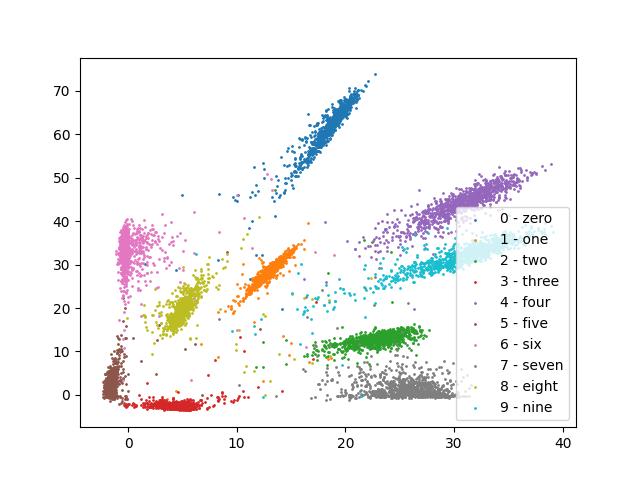 70
60
50
40
30
20
10
0
0 - zero
1 - one
2 - two
3 - three
4 - four
5 - five
6 - six
7 - seven
8 - eight
9 - nine
0 10 20 30 40